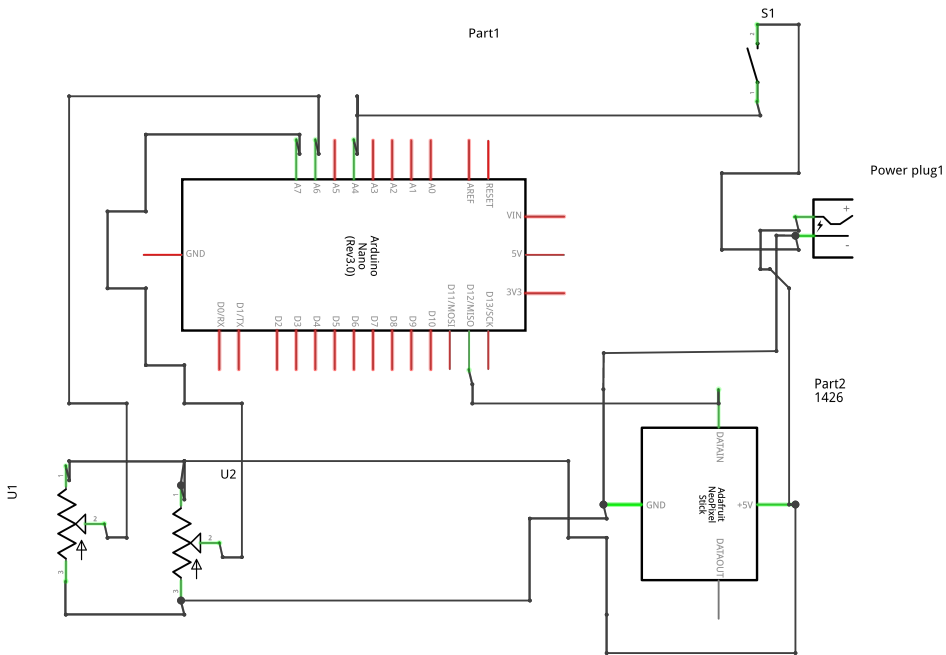 S1
Part1
2
1
Power plug1
+
-
A7
A6
A5
A4
A3
A2
A1
A0
AREF
RESET
VIN
5V
3V3
GND
Arduino
Nano
(Rev3.0)
D0/RX
D1/TX
D2
D3
D4
D5
D6
D7
D8
D9
D10
D11/MOSI
D12/MISO
D13/SCK
Part2
1426
DATAIN
GND
Adafruit
NeoPixel
Stick
+5V
DATAOUT
U1
1
2
3
U2
1
2
3